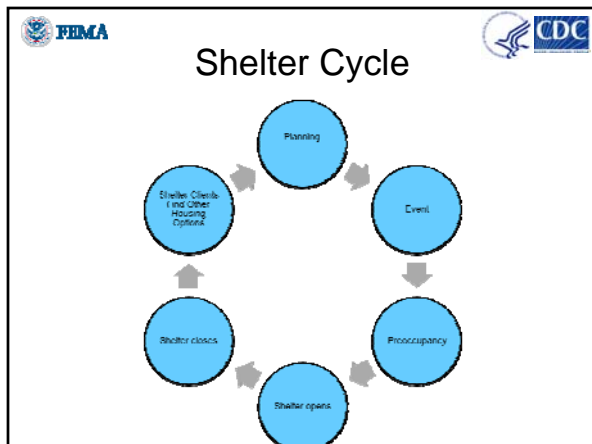 FEMA
CDC
Shelter Cycle
Planning
Event
Preoccupancy
Shelter opens
Shelter closes
Shelter Clients
Find Other
Housing
Options